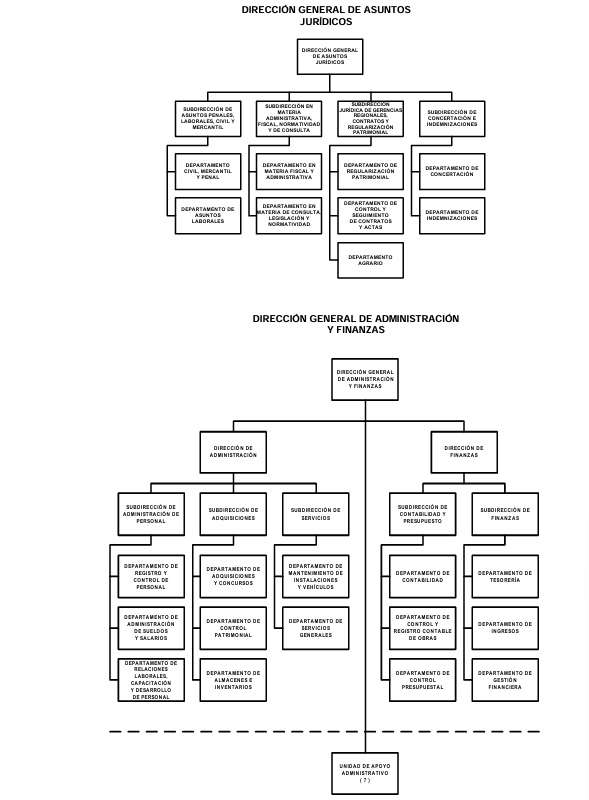 DIRECCIÓN GENERAL DE ASUNTOS
JURÍDICOS
DIRECCIÓN GENERAL
DE ASUNTOS
JURÍDICOS
SUBDIRECCIÓN DE
ASUNTOS PENALES,
LABORALES, CIVIL Y
MERCANTIL
SUBDIRECCIÓN EN
MATERIA
ADMINISTRATIVA,
FISCAL, NORMATIVIDAD
Y DE CONSULTA
SUBDIRECCIÓN
JURÍDICA DE GERENCIAS
REGIONALES,
CONTRATOS Y
REGULARIZACIÓN
PATRIMONIAL
SUBDIRECCIÓN DE
CONCERTACIÓN E
INDEMNIZACIONES
DEPARTAMENTO
CIVIL, MERCANTIL
Y PENAL
DEPARTAMENTO EN
MATERIA FISCAL Y
ADMINISTRATIVA
DEPARTAMENTO DE
REGULARIZACIÓN
PATRIMONIAL
DEPARTAMENTO DE
CONCERTACIÓN
DEPARTAMENTO DE
ASUNTOS
LABORALES
DEPARTAMENTO EN
MATERIA DE CONSULTA,
LEGISLACIÓN Y
NORMATIVIDAD
DEPARTAMENTO DE
CONTROL Y
SEGUIMIENTO
DE CONTRATOS
Y ACTAS
DEPARTAMENTO DE
INDEMNIZACIONES
DEPARTAMENTO
AGRARIO
DIRECCIÓN GENERAL DE ADMINISTRACIÓN
Y FINANZAS
DIRECCIÓN GENERAL
DE ADMINISTRACIÓN
Y FINANZAS
DIRECCIÓN DE
ADMINISTRACIÓN
DIRECCIÓN DE
FINANZAS
SUBDIRECCIÓN DE
ADMINISTRACIÓN DE
PERSONAL
SUBDIRECCIÓN DE
ADQUISICIONES
SUBDIRECCIÓN DE
SERVICIOS
SUBDIRECCIÓN DE
CONTABILIDAD Y
PRESUPUESTO
SUBDIRECCIÓN DE
FINANZAS
DEPARTAMENTO DE
REGISTRO Y
CONTROL DE
PERSONAL
DEPARTAMENTO DE
ADQUISICIONES
Y CONCURSOS
DEPARTAMENTO DE
MANTENIMIENTO DE
INSTALACIONES
Y VEHÍCULOS
DEPARTAMENTO DE
CONTABILIDAD
DEPARTAMENTO DE
TESORERÍA
DEPARTAMENTO DE
ADMINISTRACIÓN
DE SUELDOS
Y SALARIOS
DEPARTAMENTO DE
CONTROL
PATRIMONIAL
DEPARTAMENTO DE
SERVICIOS
GENERALES
DEPARTAMENTO DE
CONTROL Y
REGISTRO CONTABLE
DE OBRAS
DEPARTAMENTO DE
INGRESOS
DEPARTAMENTO DE
RELACIONES
LABORALES,
CAPACITACIÓN
Y DESARROLLO
DE PERSONAL
DEPARTAMENTO DE
ALMACENES E
INVENTARIOS
DEPARTAMENTO DE
CONTROL
PRESUPUESTAL
DEPARTAMENTO DE
GESTIÓN
FINANCIERA
UNIDAD DE APOYO
ADMINISTRATIVO
( 7 )